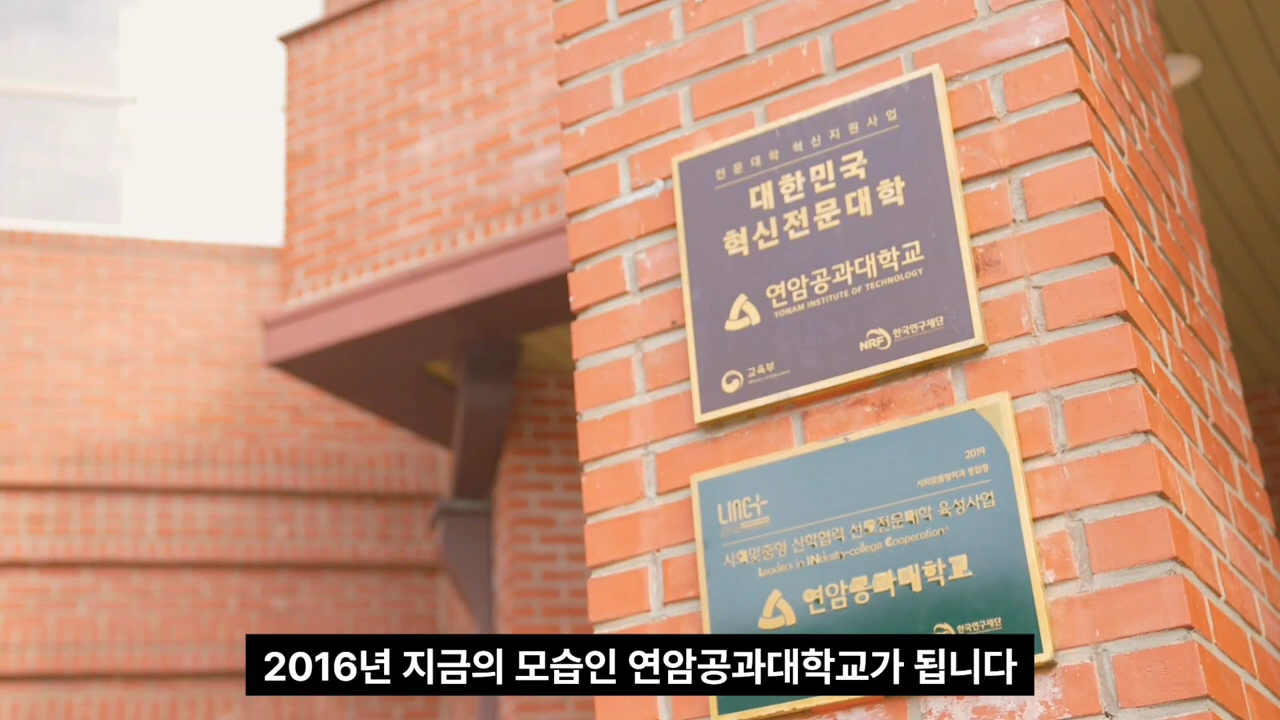 전문대학 혁신지원사업
대한민국
혁신전문대학
연암공과대학교
YONAM INSTITUTE OF TECHNOLOGY
NRF 한국연구재단
교육부
Ministry of Education
2019
사회맞춤형학과 중점형
LINC+
사회맞춤형 산학협력 선도전문대학 육성사업
Leaders in INdustry-college Cooperation+
연암공과대학교
한국연구재단
2016년 지금의 모습인 연암공과대학교가 됩니다